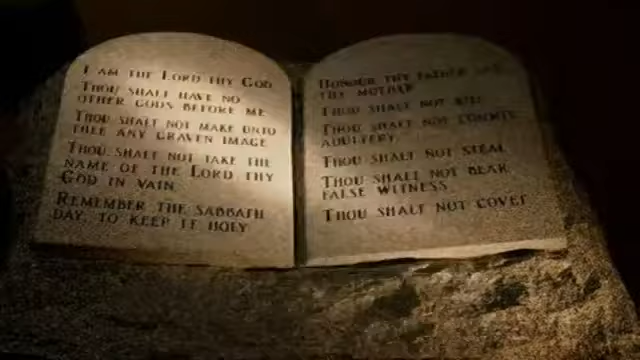 I AM THE LORD THY GOD
THOU SHALT HAVE NO
OTHER GODS BEFORE ME
THOU SHALT NOT MAKE UNTO
THEE ANY GRAVEN IMAGE
THOU SHALT NOT TAKE THE
NAME OF THE LORD THY
GOD IN VAIN
REMEMBER THE SABBATH
DAY, TO KEEP IT HOLY
HONOUR THY FATHER AND
THY MOTHER
THOU SHALT NOT KILL
THOU SHALT NOT COMMIT
ADULTERY
THOU SHALT NOT STEAL
THOU SHALT NOT BEAR
FALSE WITNESS
THOU SHALT NOT COVET